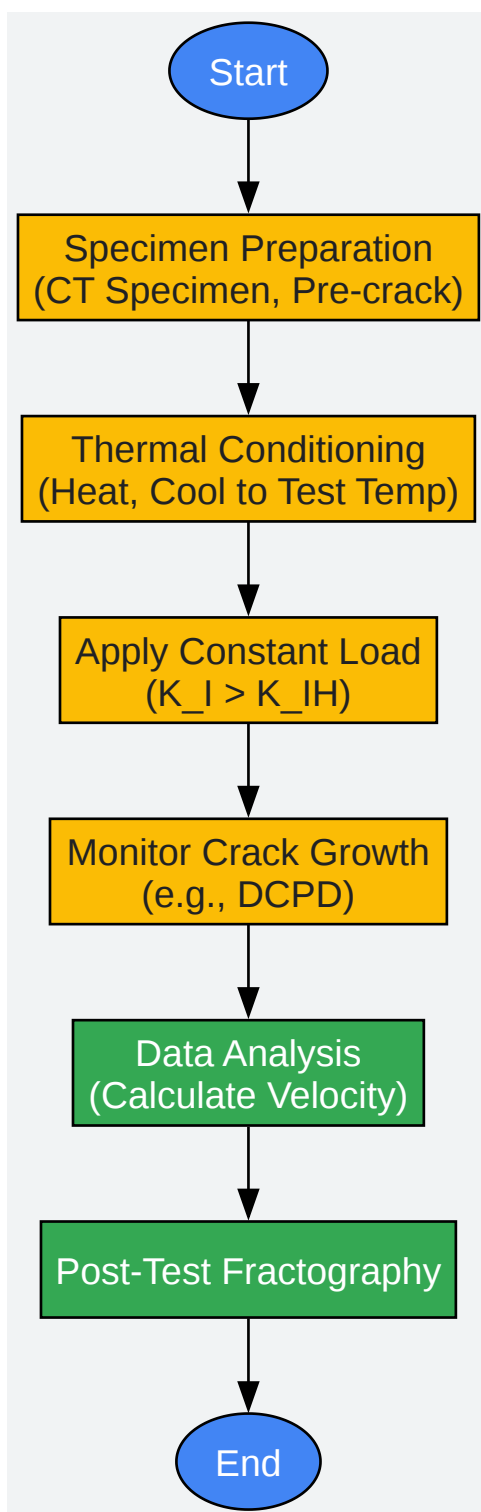 Start
Specimen Preparation
(CT Specimen, Pre-crack)
Thermal Conditioning
(Heat, Cool to Test Temp)
Apply Constant Load
(K_I > K_IH)
Monitor Crack Growth
(e.g., DCPD)
Data Analysis
(Calculate Velocity)
Post-Test Fractography
End